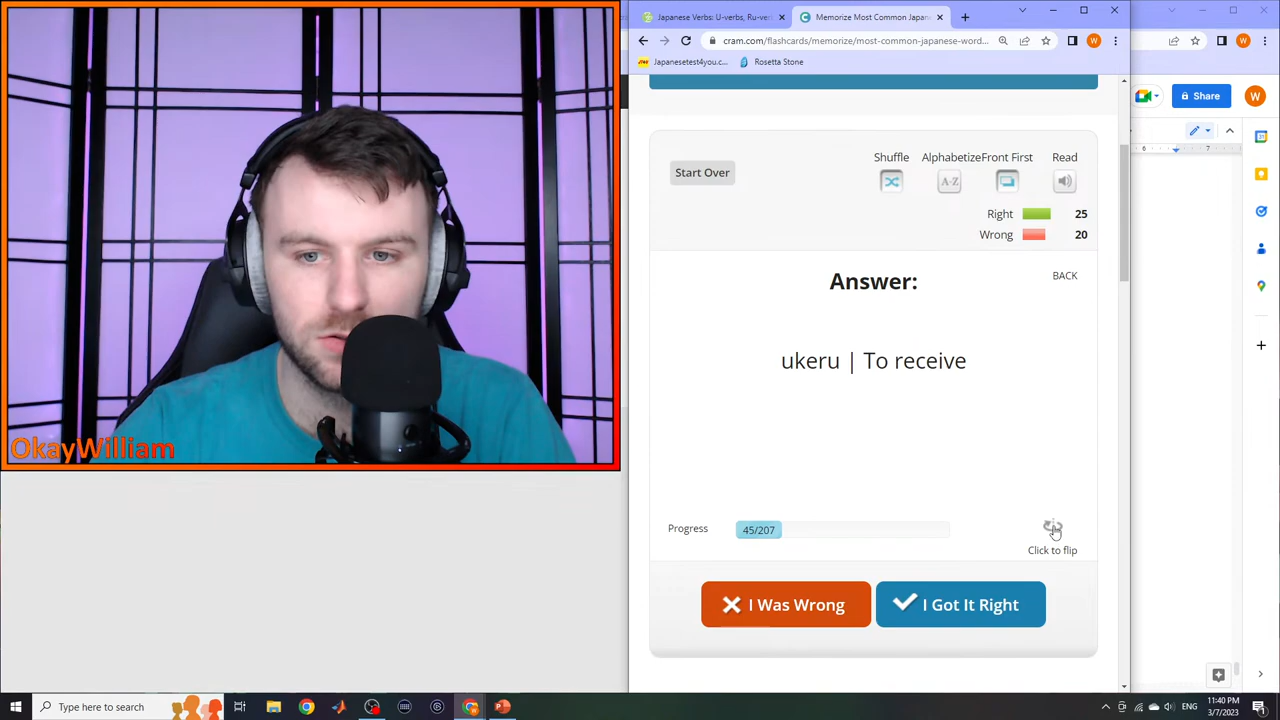 Japanese Verbs: U-verbs, Ru-ver
Memorize Most Common Japan
cram.com/flashcards/memorize/most-common-japanese-word...
W
Japanesetest4you.c...
Rosetta Stone
Share
W
6
7
Start Over
Shuffle
Alphabetize
Front First
Read
A-Z
Right 25
Wrong 20
Answer:
BACK
ukeru | To receive
OkayWilliam
Progress
45/207
Click to flip
I Was Wrong
I Got It Right
Type here to search
ENG
11:40 PM
3/7/2023